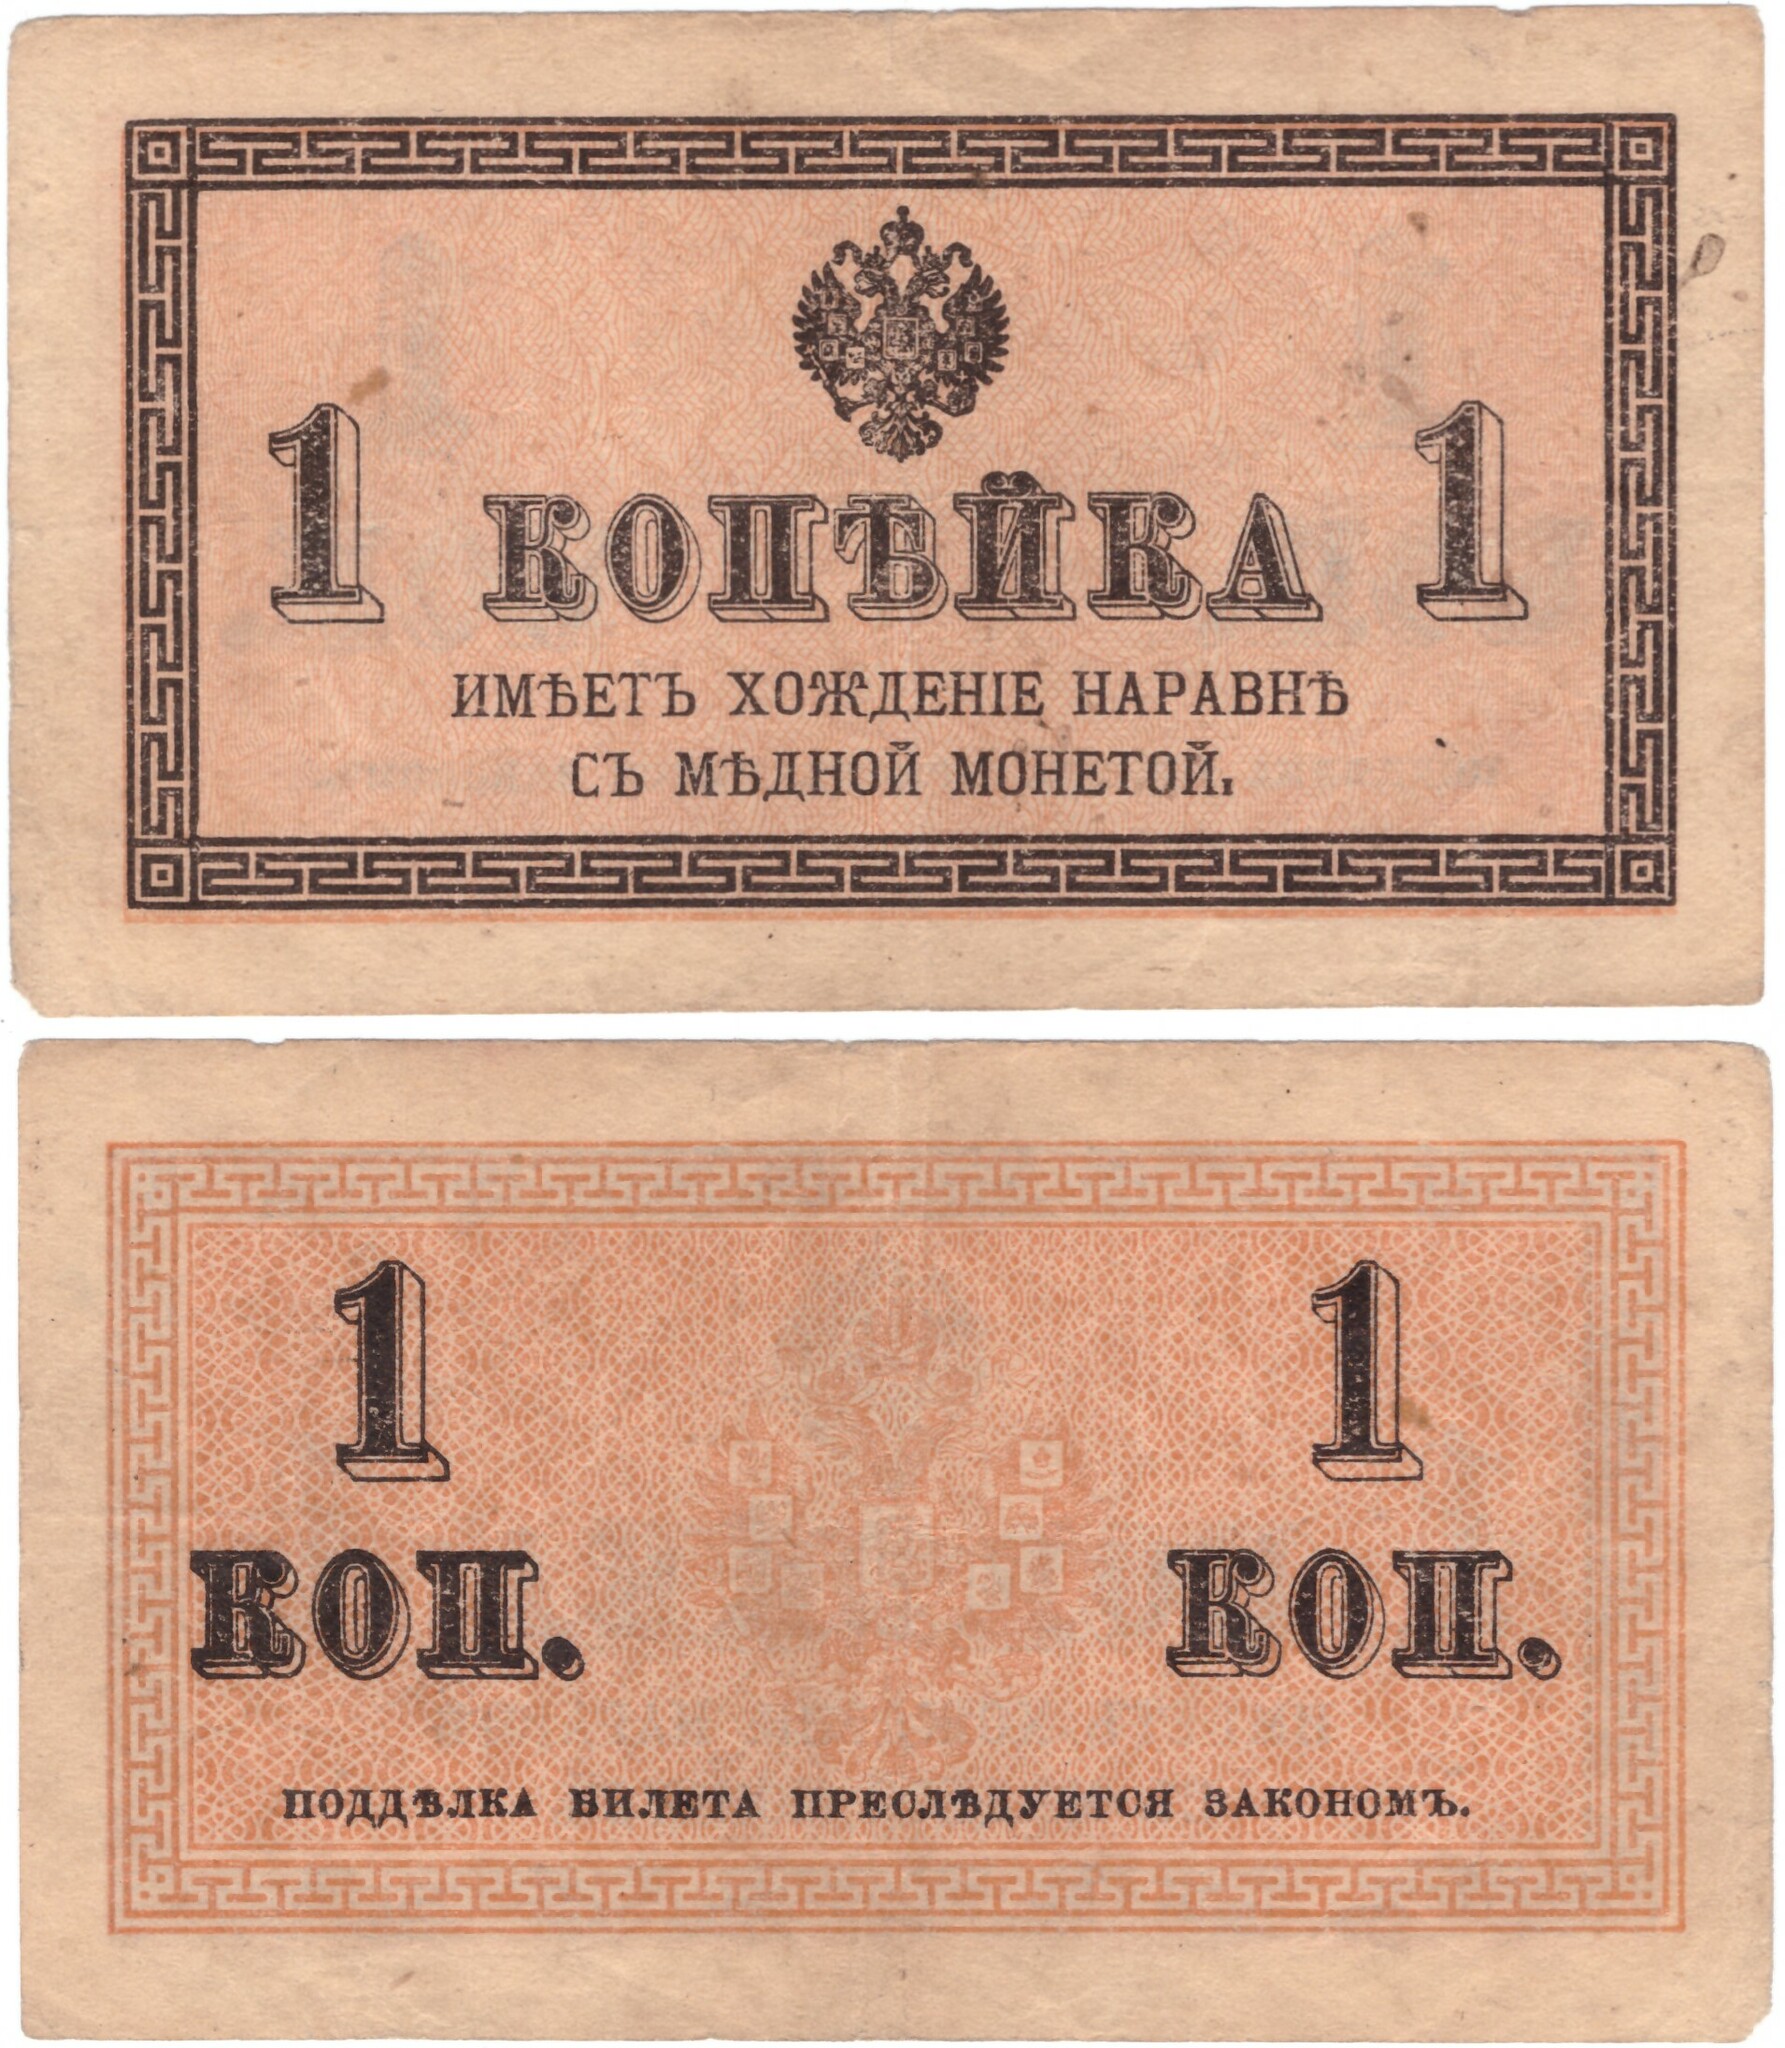 1 КОПѢЙКА 1
ИМѢЕТЪ ХОЖДЕНІЕ НАРАВНѢ
СЪ МѢДНОЙ МОНЕТОЙ.
1 1
КОП. КОП.
ПОДДѢЛКА БИЛЕТА ПРЕСЛѢДУЕТСЯ ЗАКОНОМЪ.